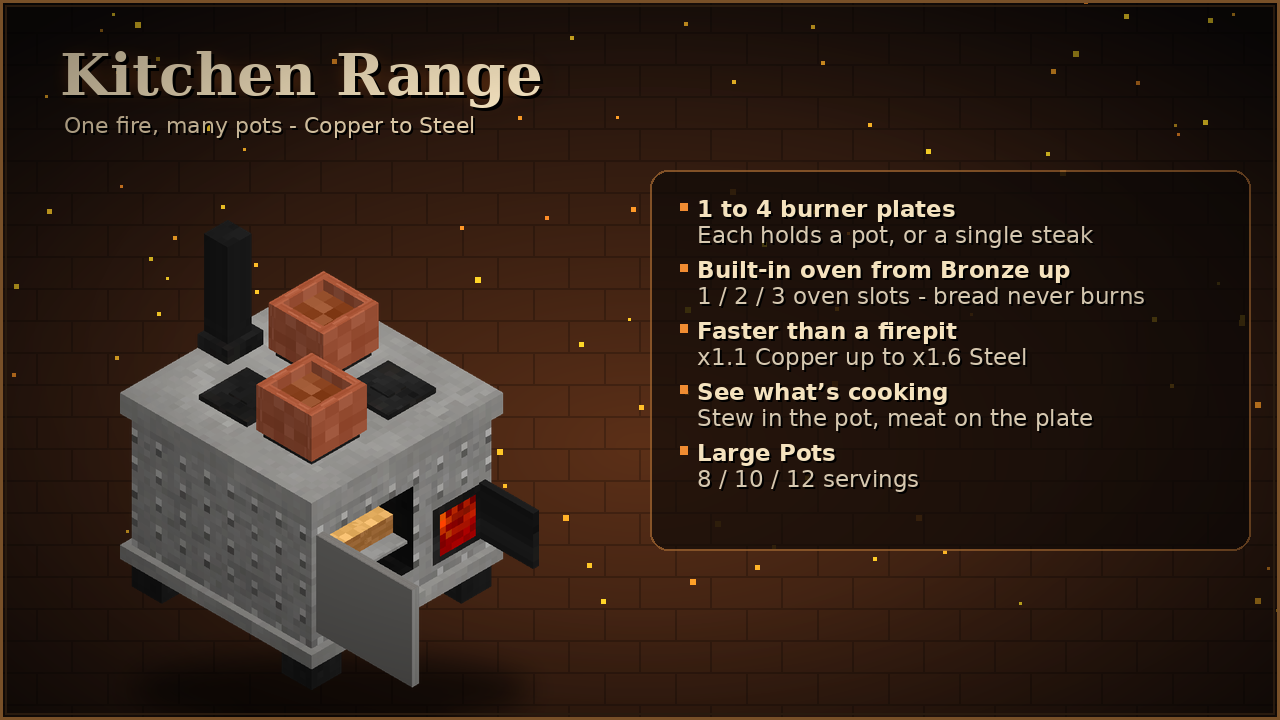 Kitchen Range
One fire, many pots - Copper to Steel
1 to 4 burner plates
Each holds a pot, or a single steak
Built-in oven from Bronze up
1 / 2 / 3 oven slots - bread never burns
Faster than a firepit
x1.1 Copper up to x1.6 Steel
See what’s cooking
Stew in the pot, meat on the plate
Large Pots
8 / 10 / 12 servings